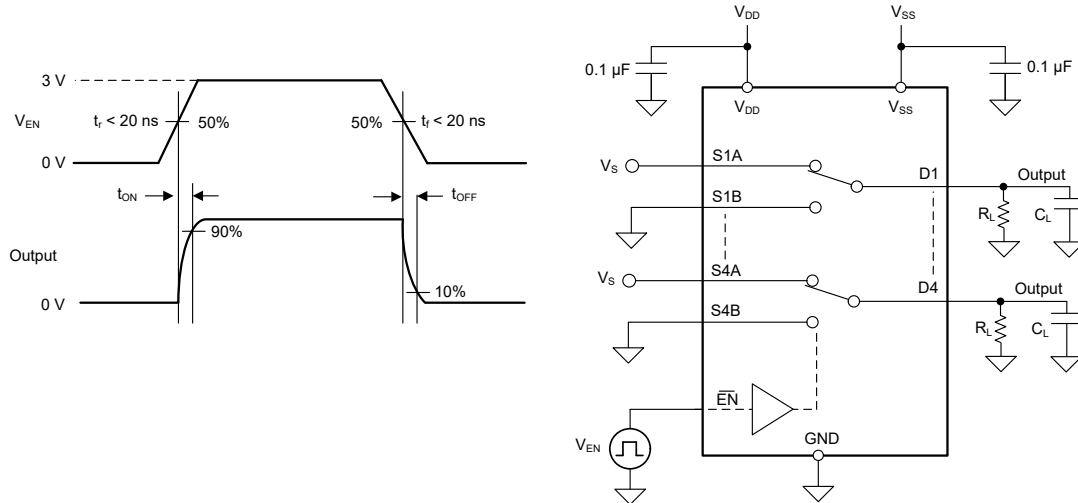 3 V
V_EN
t_r < 20 ns
50%
50%
t_f < 20 ns
0 V
t_ON
t_OFF
90%
Output
10%
0 V
V_DD
V_SS
0.1 µF
0.1 µF
V_DD
V_SS
V_S
S1A
D1
Output
S1B
R_L
C_L
V_S
S4A
D4
Output
S4B
R_L
C_L
E̅N̅
V_EN
GND